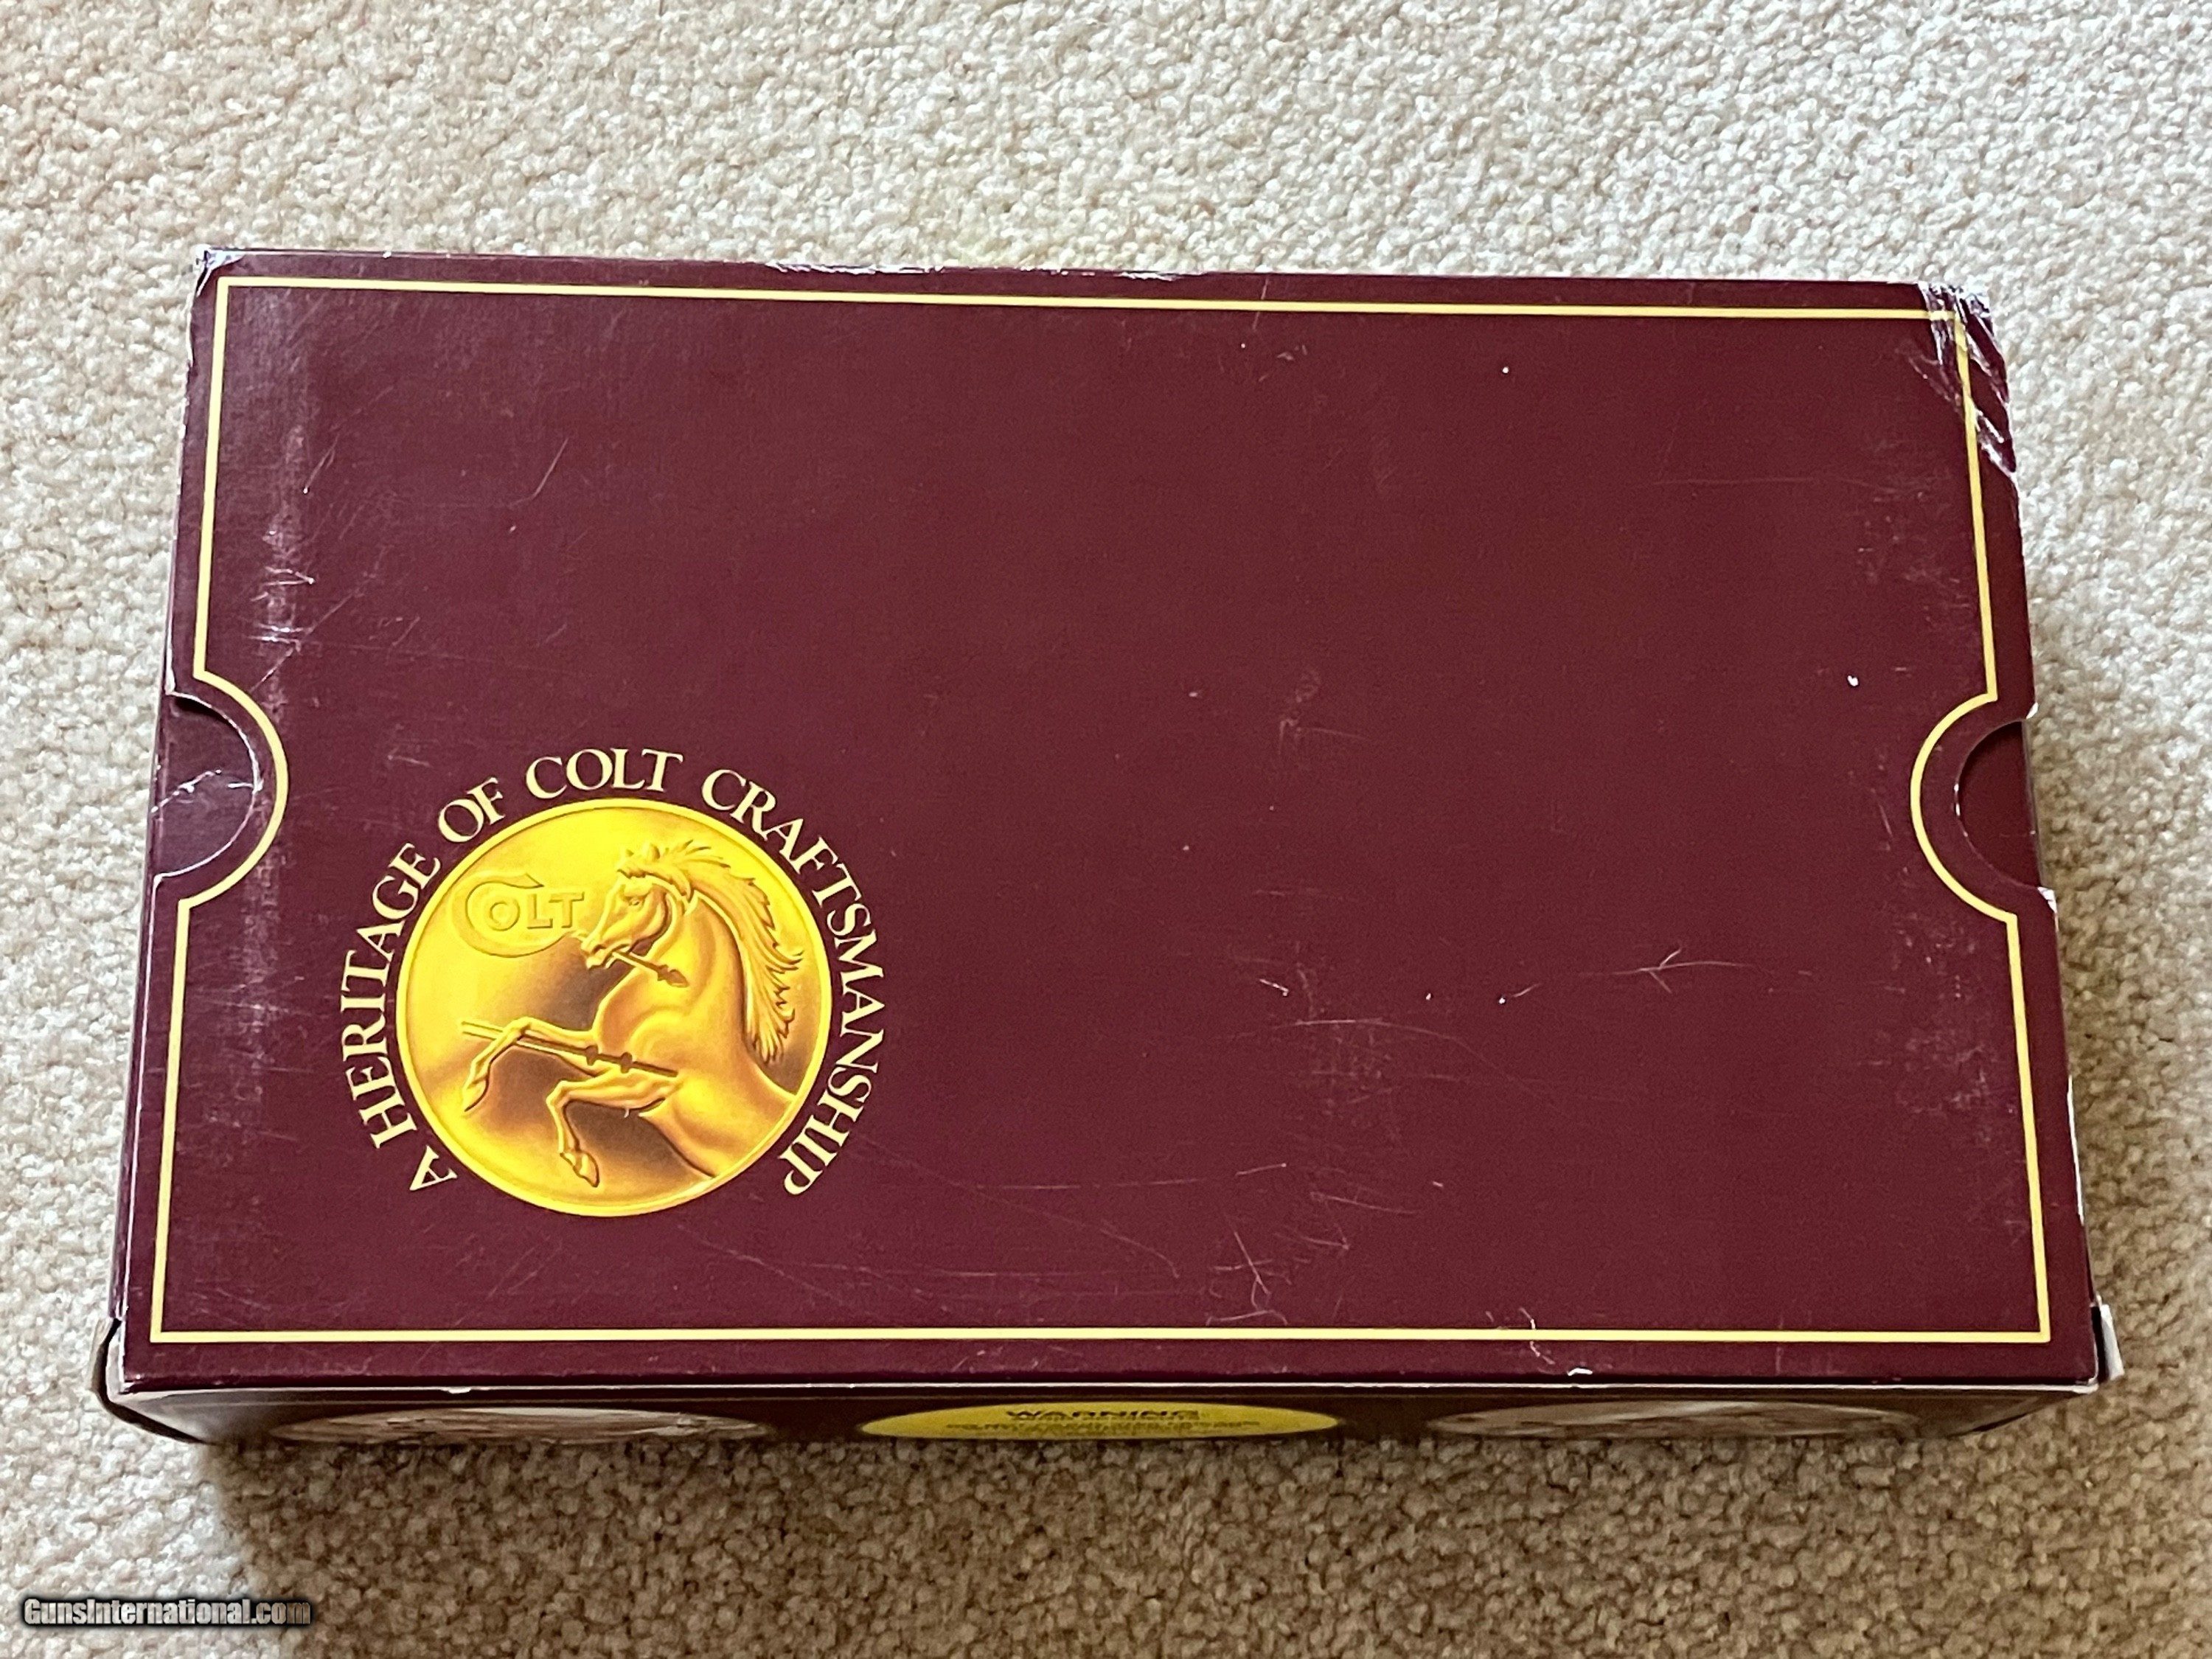 A HERITAGE OF COLT CRAFTSMANSHIP
COLT
WARNING
GunsInternational.com